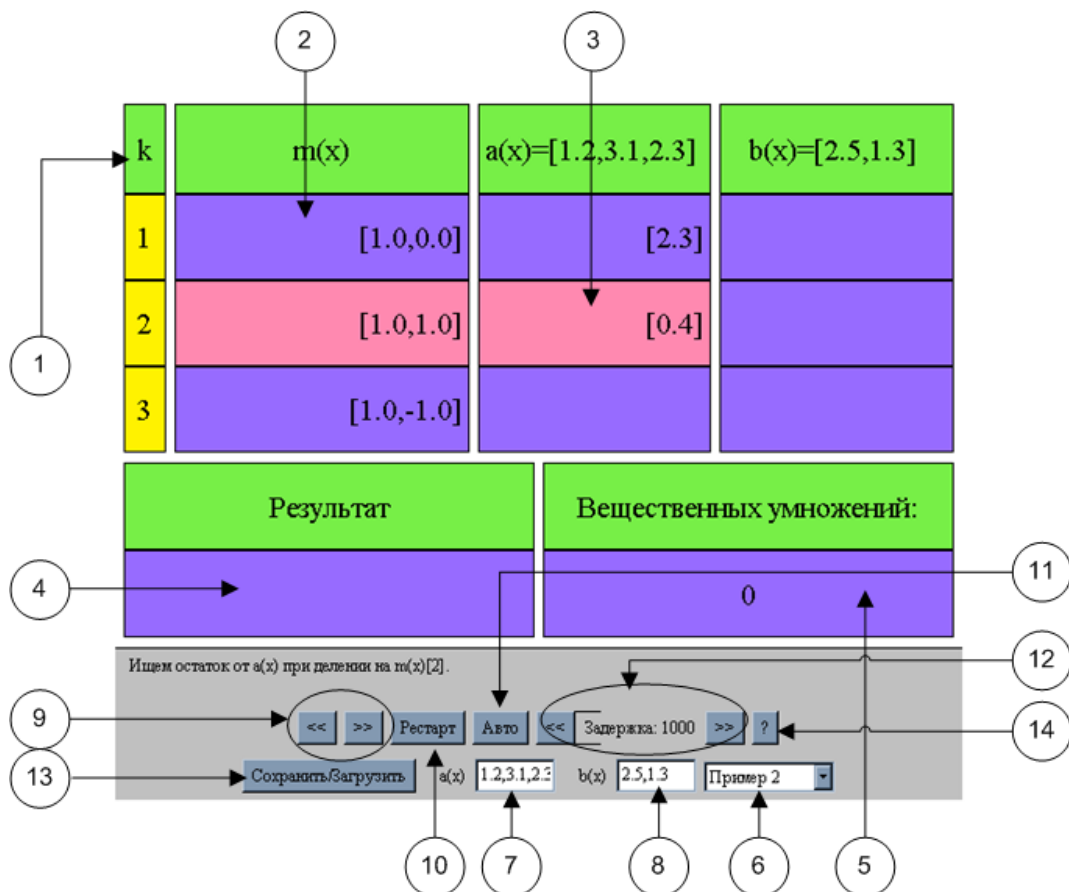 2 3
k m(x) a(x)=[1.2,3.1,2.3] b(x)=[2.5,1.3]
1 [1.0,0.0] [2.3]
2 [1.0,1.0] [0.4]
1
3 [1.0,-1.0]
Результат Вещественных умножений:
11
4 0
Ищем остаток от a(x) при делении на m(x)[2].
12
9 << >> Рестарт Авто << Задержка: 1000 >> ? 14
13 Сохранить/Загрузить a(x) 1.2,3.1,2.3 b(x) 2.5,1.3 Пример 2
10 7 8 6 5